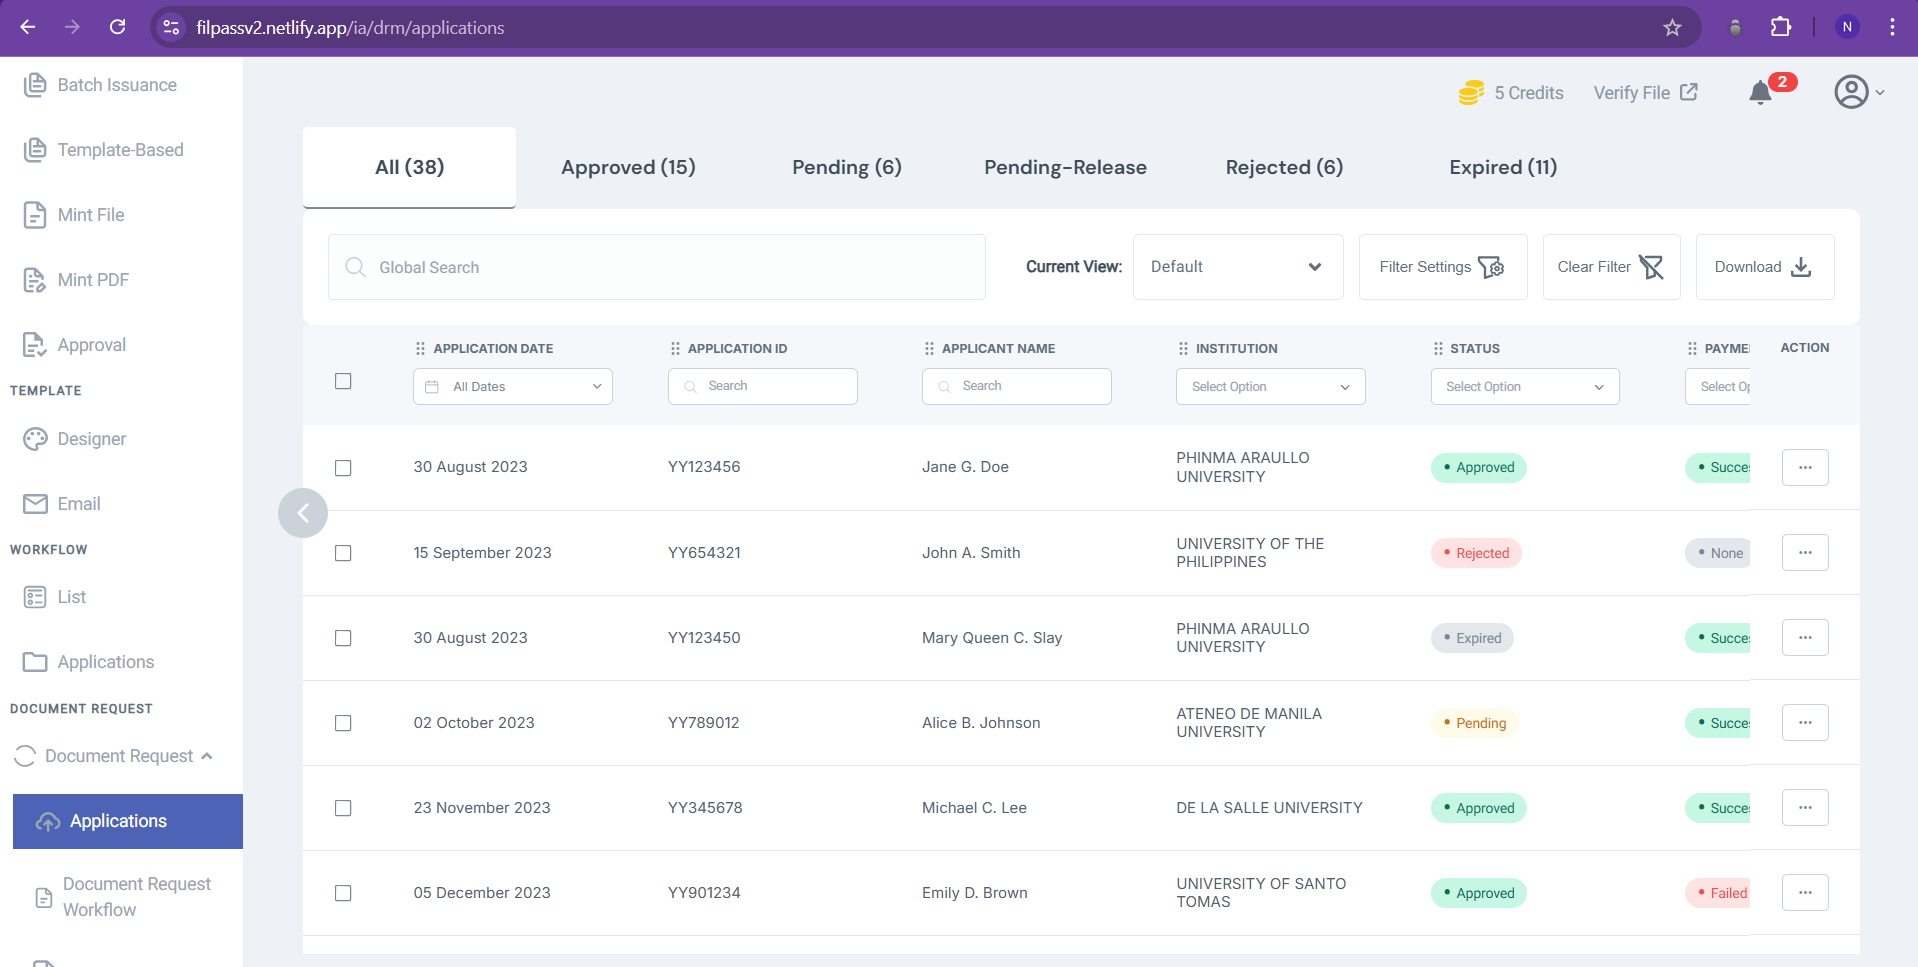 filpassv2.netlify.app/ia/drm/applications
N
Batch Issuance
Template-Based
Mint File
Mint PDF
Approval
TEMPLATE
Designer
Email
WORKFLOW
List
Applications
DOCUMENT REQUEST
Document Request
Applications
Document Request
Workflow
5 Credits
Verify File
2
All (38)
Approved (15)
Pending (6)
Pending-Release
Rejected (6)
Expired (11)
Global Search
Current View:
Default
Filter Settings
Clear Filter
Download
APPLICATION DATE APPLICATION ID APPLICANT NAME INSTITUTION STATUS PAYME ACTION
All Dates Search Search Select Option Select Option Select Op
30 August 2023 YY123456 Jane G. Doe PHINMA ARAULLO
UNIVERSITY Approved Succes ...
15 September 2023 YY654321 John A. Smith UNIVERSITY OF THE
PHILIPPINES Rejected None ...
30 August 2023 YY123450 Mary Queen C. Slay PHINMA ARAULLO
UNIVERSITY Expired Succes ...
02 October 2023 YY789012 Alice B. Johnson ATENEO DE MANILA
UNIVERSITY Pending Succes ...
23 November 2023 YY345678 Michael C. Lee DE LA SALLE UNIVERSITY Approved Succes ...
05 December 2023 YY901234 Emily D. Brown UNIVERSITY OF SANTO
TOMAS Approved Failed ...